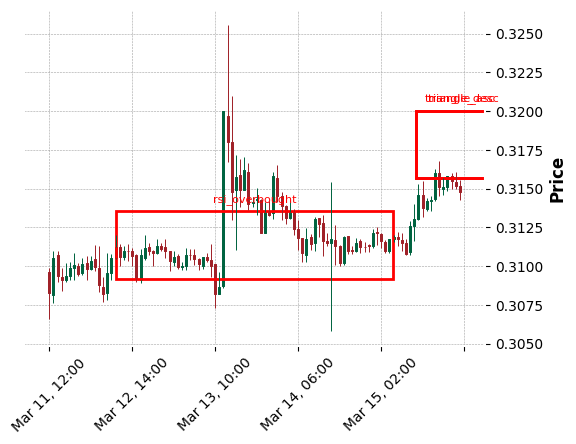 0.3250
0.3225
0.3200
triangle_asc
0.3175
Price
0.3150
rsi_overbought
0.3125
0.3100
0.3075
0.3050
Mar 11, 12:00
Mar 12, 14:00
Mar 13, 10:00
Mar 14, 06:00
Mar 15, 02:00